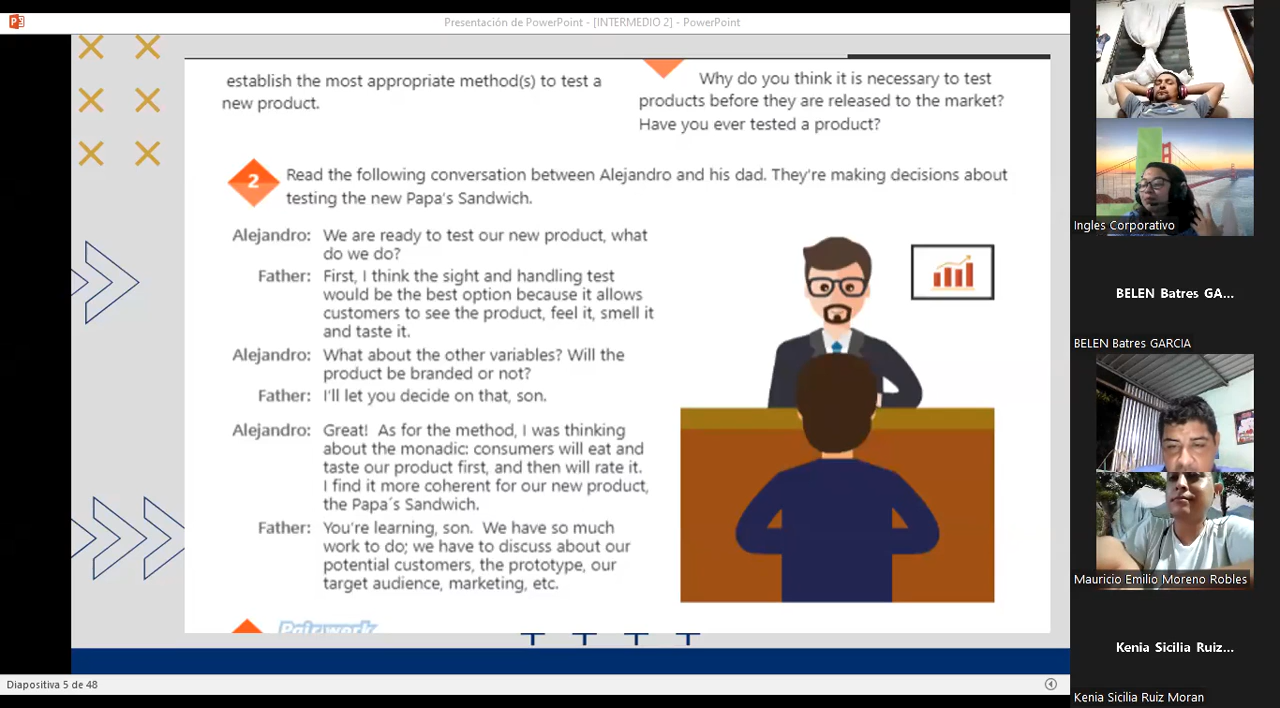 Presentación de PowerPoint - [INTERMEDIO 2] - PowerPoint
establish the most appropriate method(s) to test a
new product.
Why do you think it is necessary to test
products before they are released to the market?
Have you ever tested a product?
2
Read the following conversation between Alejandro and his dad. They're making decisions about
testing the new Papa's Sandwich.
Alejandro: We are ready to test our new product, what
do we do?
Father: First, I think the sight and handling test
would be the best option because it allows
customers to see the product, feel it, smell it
and taste it.
Alejandro: What about the other variables? Will the
product be branded or not?
Father: I'll let you decide on that, son.
Alejandro: Great! As for the method, I was thinking
about the monadic: consumers will eat and
taste our product first, and then will rate it.
I find it more coherent for our new product,
the Papa´s Sandwich.
Father: You're learning, son. We have so much
work to do; we have to discuss about our
potential customers, the prototype, our
target audience, marketing, etc.
Pair work
Diapositiva 5 de 48
Ingles Corporativo
BELEN Batres GA...
BELEN Batres GARCIA
Mauricio Emilio Moreno Robles
Kenia Sicilia Ruiz...
Kenia Sicilia Ruiz Moran